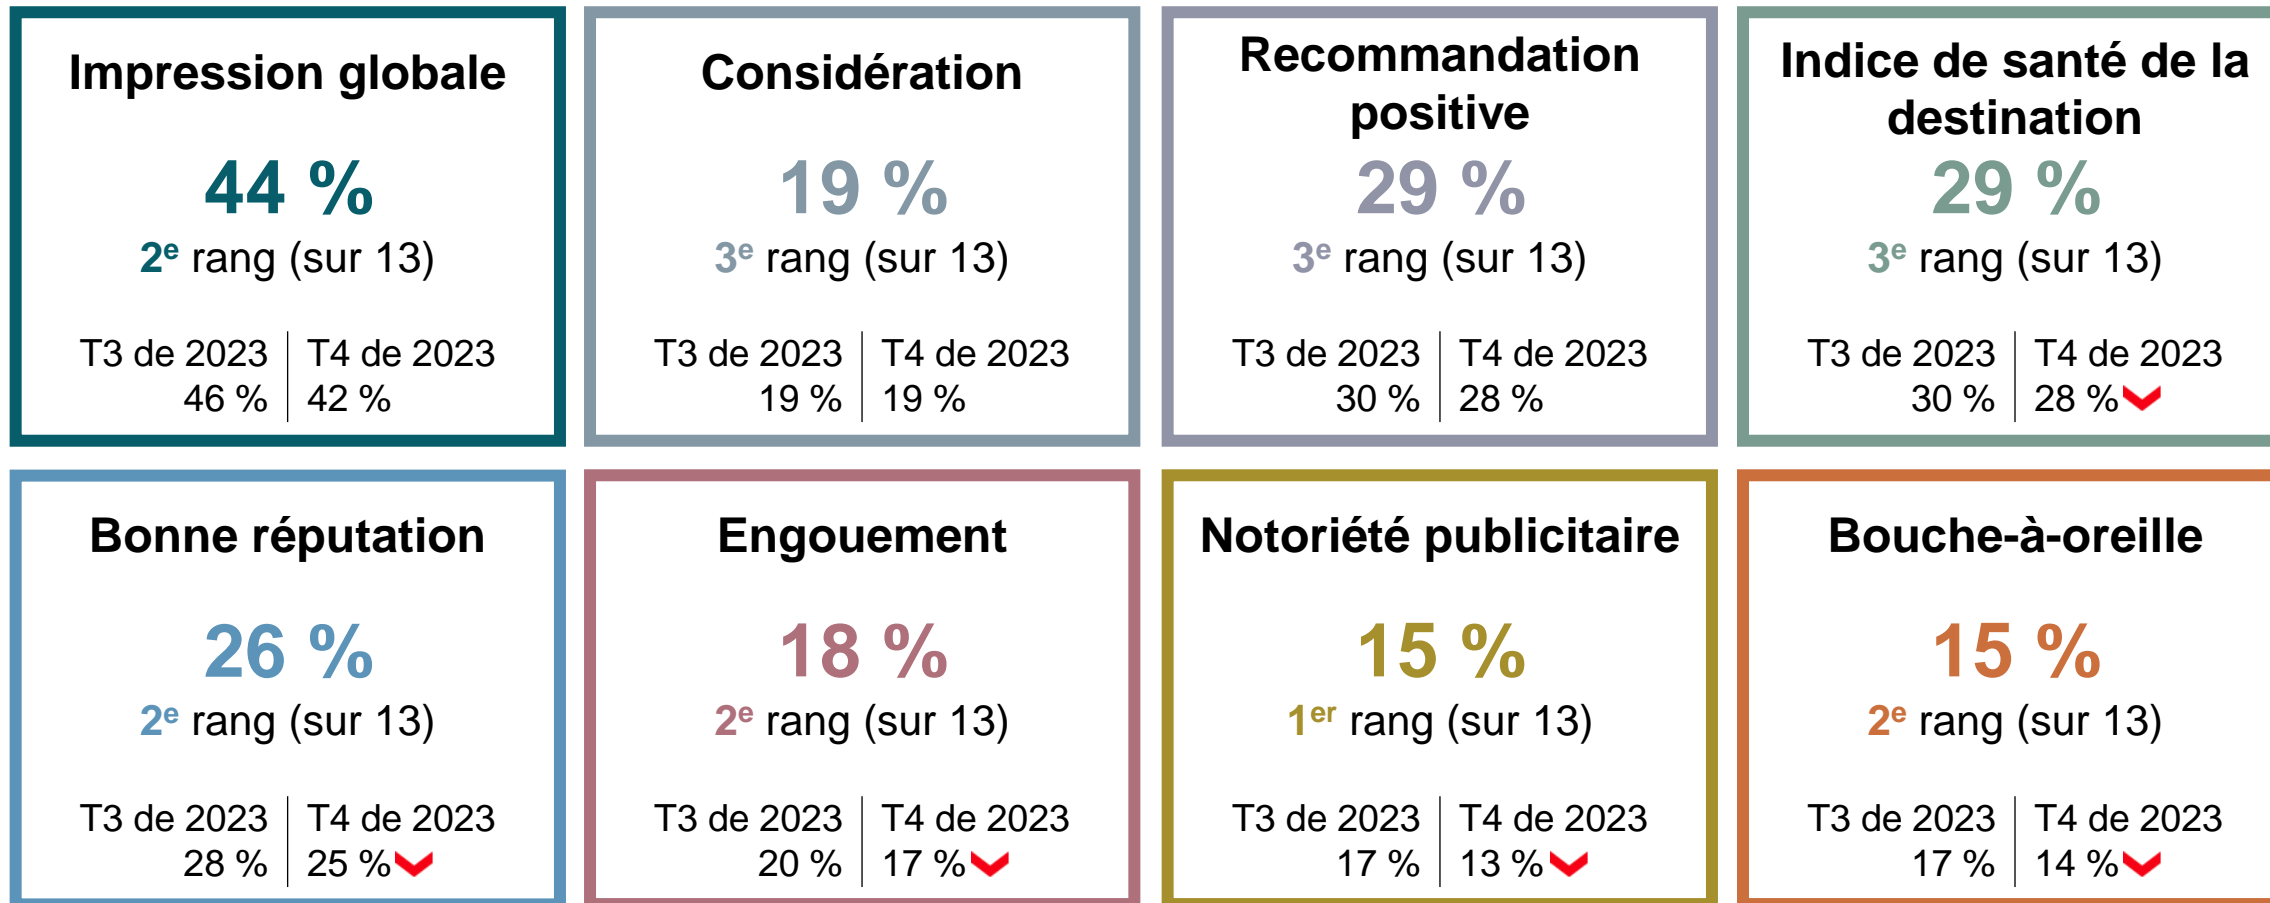 Impression globale
44 %
2e rang (sur 13)
T3 de 2023 | T4 de 2023
46 % | 42 %
Considération
19 %
3e rang (sur 13)
T3 de 2023 | T4 de 2023
19 % | 19 %
Recommandation
positive
29 %
3e rang (sur 13)
T3 de 2023 | T4 de 2023
30 % | 28 %
Indice de santé de la
destination
29 %
3e rang (sur 13)
T3 de 2023 | T4 de 2023
30 % | 28 %
Bonne réputation
26 %
2e rang (sur 13)
T3 de 2023 | T4 de 2023
28 % | 25 %
Engouement
18 %
2e rang (sur 13)
T3 de 2023 | T4 de 2023
20 % | 17 %
Notoriété publicitaire
15 %
1er rang (sur 13)
T3 de 2023 | T4 de 2023
17 % | 13 %
Bouche-à-oreille
15 %
2e rang (sur 13)
T3 de 2023 | T4 de 2023
17 % | 14 %